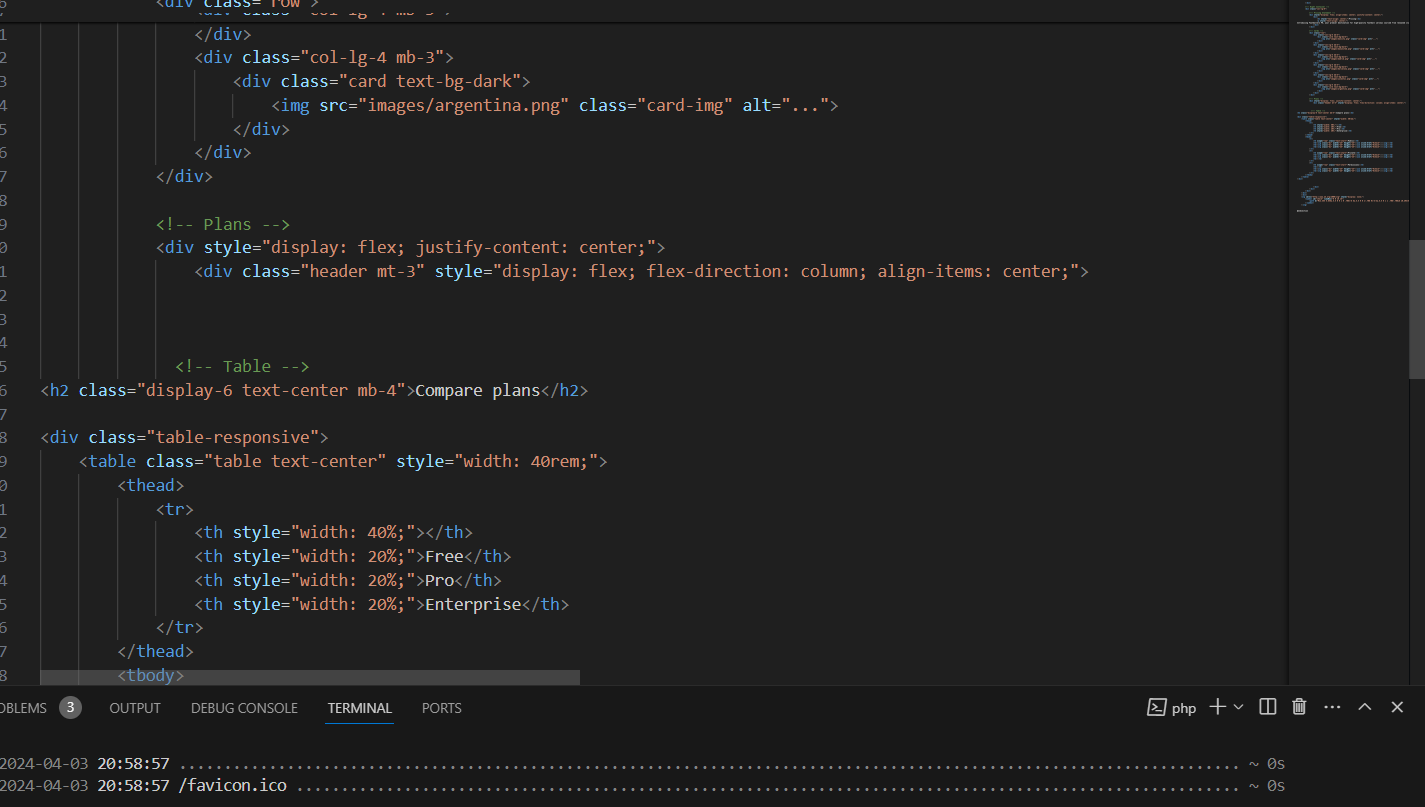 <div class="row">
</div>
<div class="col-lg-4 mb-3">
<div class="card text-bg-dark">
<img src="images/argentina.png" class="card-img" alt="...">
</div>
</div>
</div>
<!-- Plans -->
<div style="display: flex; justify-content: center;">
<div class="header mt-3" style="display: flex; flex-direction: column; align-items: center;">
<!-- Table -->
<h2 class="display-6 text-center mb-4">Compare plans</h2>
<div class="table-responsive">
<table class="table text-center" style="width: 40rem;">
<thead>
<tr>
<th style="width: 40%;"></th>
<th style="width: 20%;">Free</th>
<th style="width: 20%;">Pro</th>
<th style="width: 20%;">Enterprise</th>
</tr>
</thead>
<tbody>
OBLEMS 3 OUTPUT DEBUG CONSOLE TERMINAL PORTS php
2024-04-03 20:58:57 ........................................................................................................ ~ 0s
2024-04-03 20:58:57 /favicon.ico ............................................................................................ ~ 0s